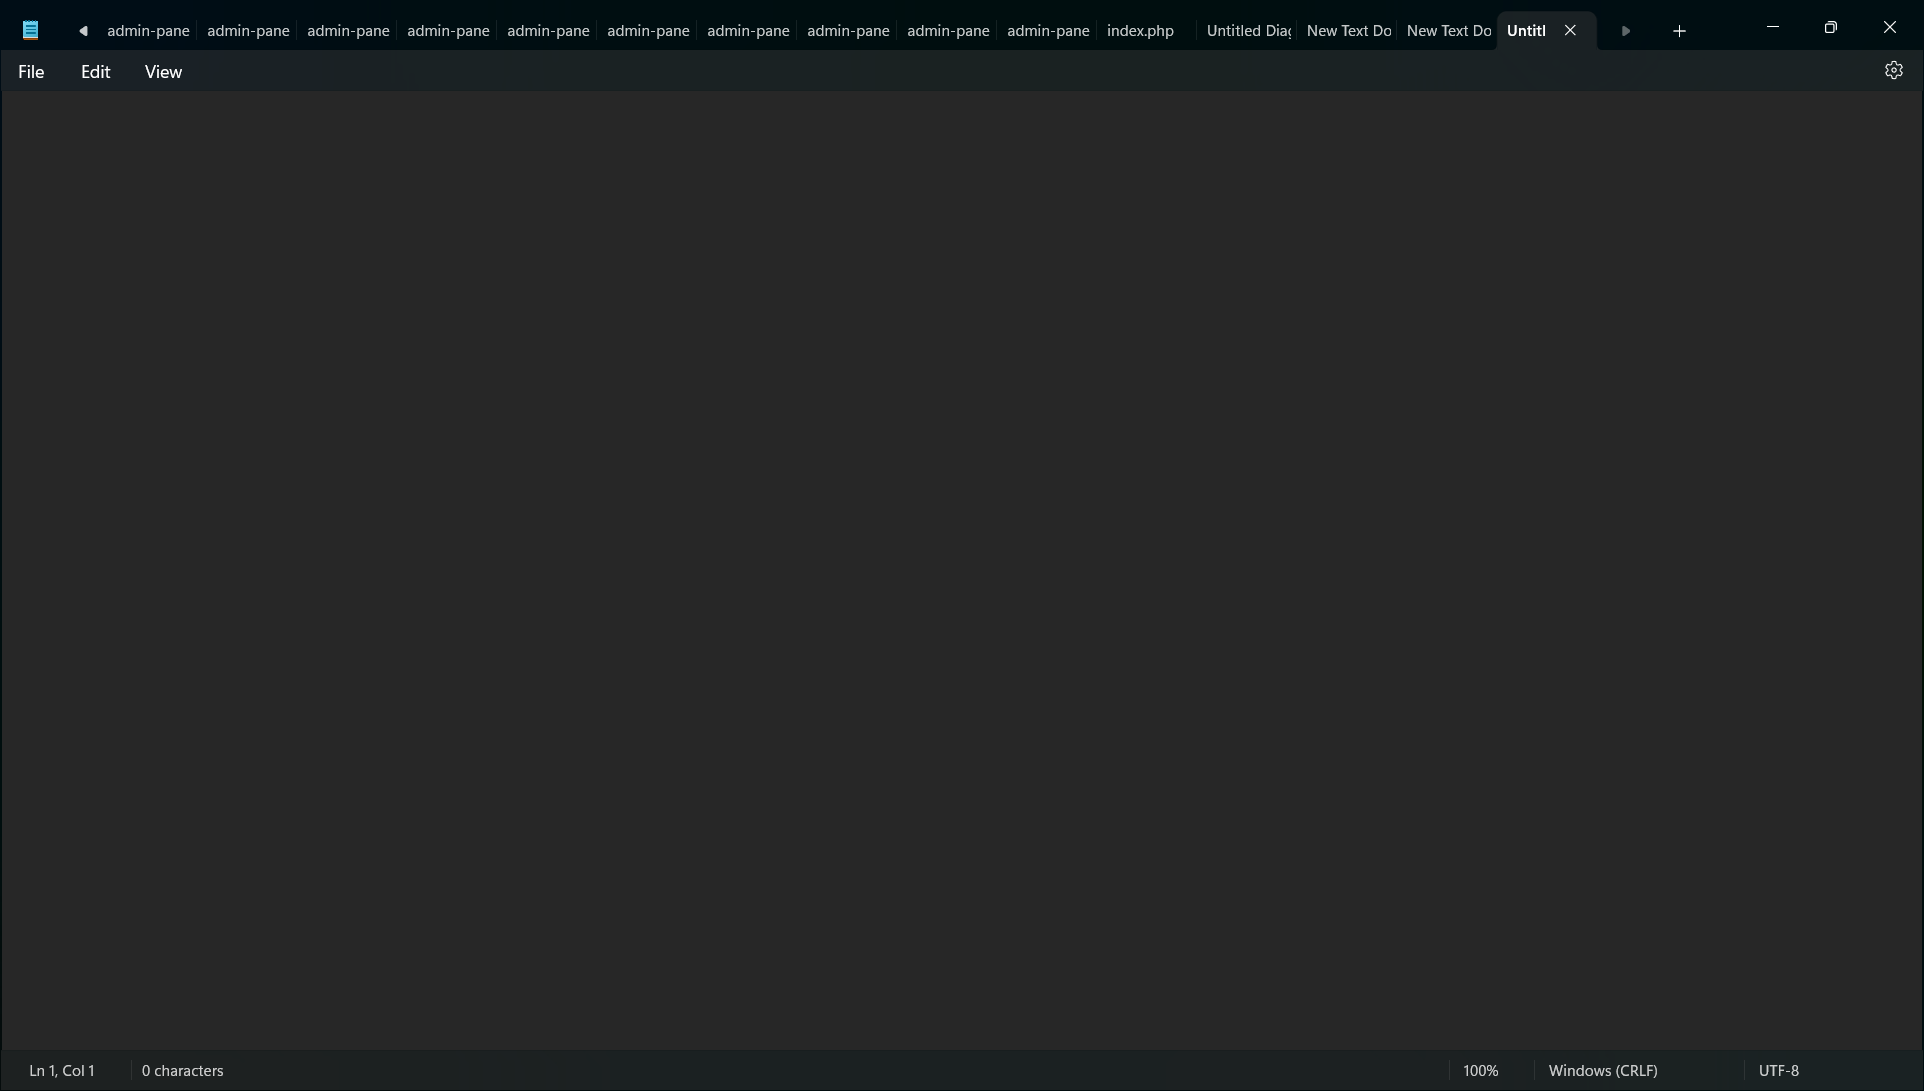 admin-pane admin-pane admin-pane admin-pane admin-pane admin-pane admin-pane admin-pane admin-pane admin-pane index.php Untitled Diag New Text Do New Text Do Untitl
File Edit View
Ln 1, Col 1 0 characters 100% Windows (CRLF) UTF-8